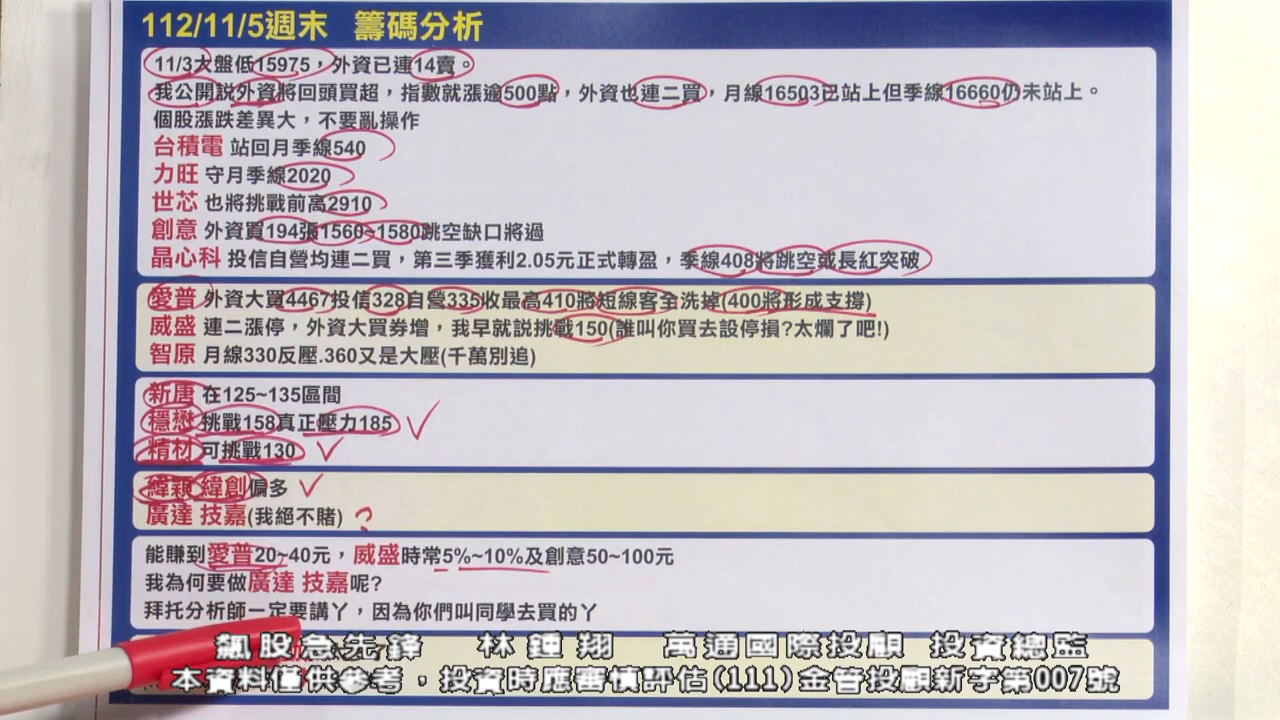 112/11/5週末 籌碼分析
11/3大盤低15975，外資已連14賣。
我公開説外資將回頭買超，指數就漲逾500點，外資也連二買，月線16503已站上但季線16660仍未站上。
個股漲跌差異大，不要亂操作
台積電 站回月季線540
力旺 守月季線2020
世芯 也將挑戰前高2910
創意 外資買194張1560~1580跳空缺口將過
晶心科 投信自營均連二買，第三季獲利2.05元正式轉盈，季線408將跳空或長紅突破
愛普 外資大買4467投信328自營335收最高410將短線客全洗掉(400將形成支撐)
威盛 連二漲停，外資大買券增，我早就説挑戰150(誰叫你買去設停損?太爛了吧!)
智原 月線330反壓.360又是大壓(千萬別追)
新唐 在125~135區間
穩懋 挑戰158真正壓力185
精材 可挑戰130
緯穎 緯創偏多
廣達 技嘉(我絕不賭) ?
能賺到愛普20~40元，威盛時常5%~10%及創意50~100元
我為何要做廣達 技嘉呢?
拜托分析師一定要講丫，因為你們叫同學去買的丫
飆股急先鋒 林鍾翔 萬通國際投顧 投資總監
本資料僅供參考，投資時應審慎評估(111)金管投顧新字第007號